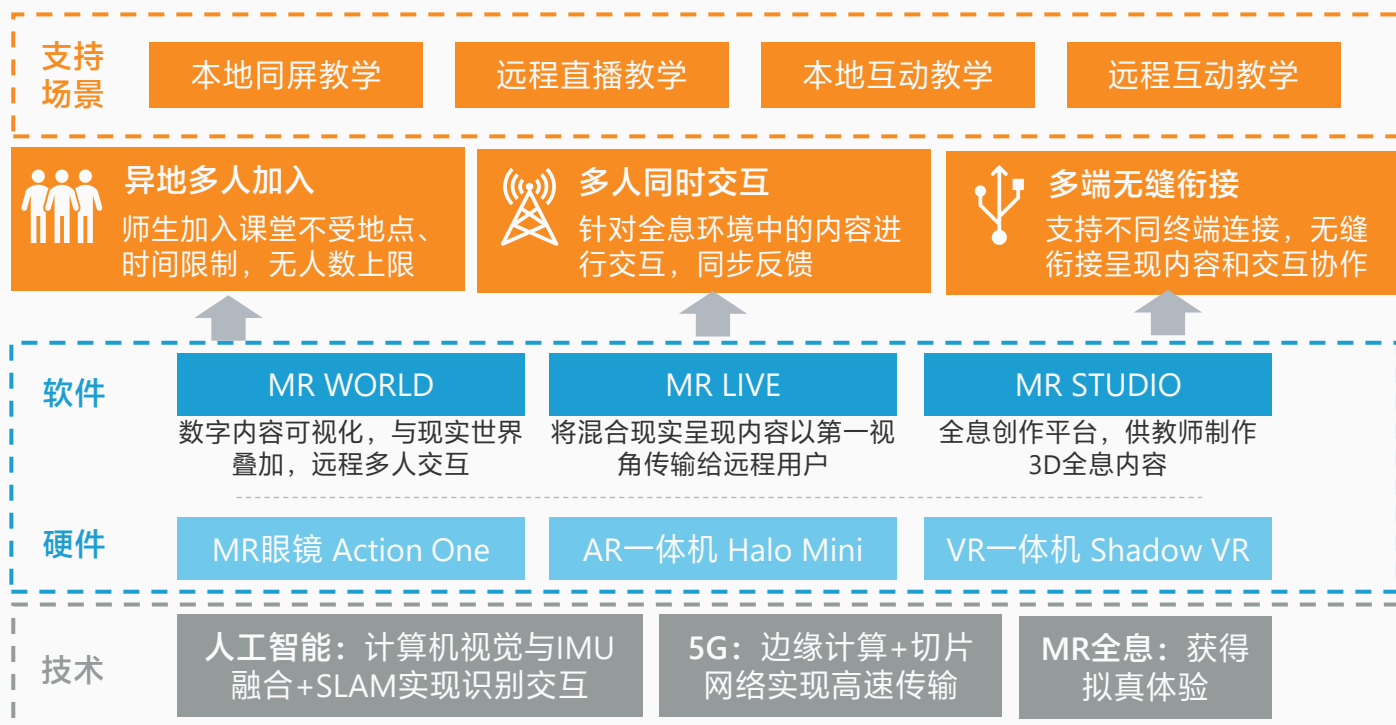 支持
场景
本地同屏教学
远程直播教学
本地互动教学
远程互动教学
异地多人加入
师生加入课堂不受地点、
时间限制，无人数上限
多人同时交互
针对全息环境中的内容进
行交互，同步反馈
多端无缝衔接
支持不同终端连接，无缝
衔接呈现内容和交互协作
软件
MR WORLD
数字内容可视化，与现实世界
叠加，远程多人交互
MR LIVE
将混合现实呈现内容以第一视
角传输给远程用户
MR STUDIO
全息创作平台，供教师制作
3D全息内容
硬件
MR眼镜 Action One
AR一体机 Halo Mini
VR一体机 Shadow VR
技术
人工智能：计算机视觉与IMU
融合+SLAM实现识别交互
5G：边缘计算+切片
网络实现高速传输
MR全息：获得
拟真体验